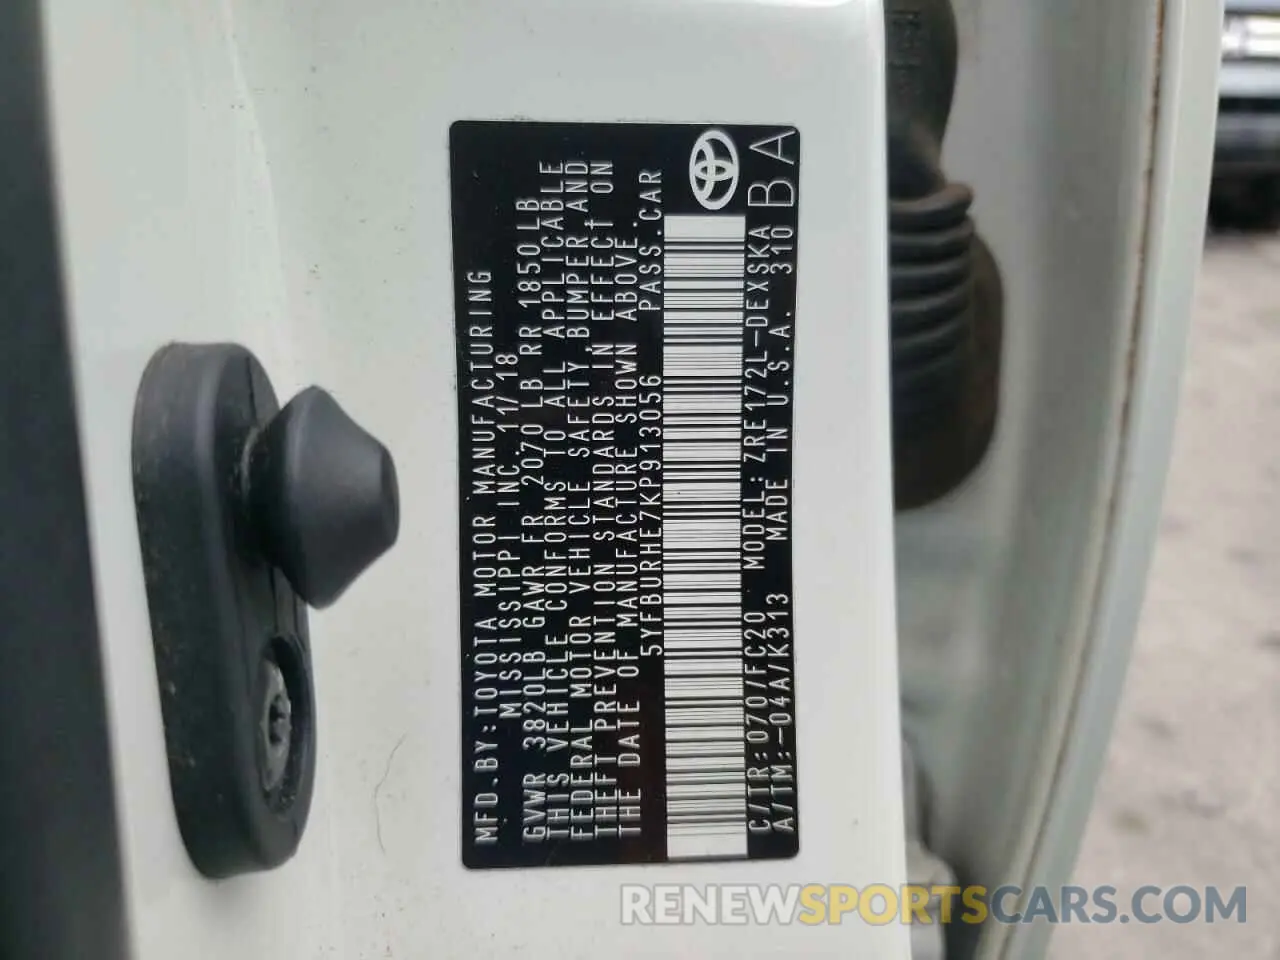 MFD.BY:TOYOTA MOTOR MANUFACTURING
MISSISSIPPI INC. 11/18
GVWR 3820LB GAWR FR 2070 LB RR 1850 LB
THIS VEHICLE CONFORMS TO ALL APPLICABLE
FEDERAL MOTOR VEHICLE SAFETY, BUMPER, AND
THEFT PREVENTION STANDARDS IN EFFECT ON
THE DATE OF MANUFACTURE SHOWN ABOVE.
5YFBURHE7KP913056 PASS.CAR
C/TR:070/FC20 MODEL:ZRE172L-DEXSKA
A/TM:-04A/K313 MADE IN U.S.A. 310
BA
RENEWSPORTSCARS.COM